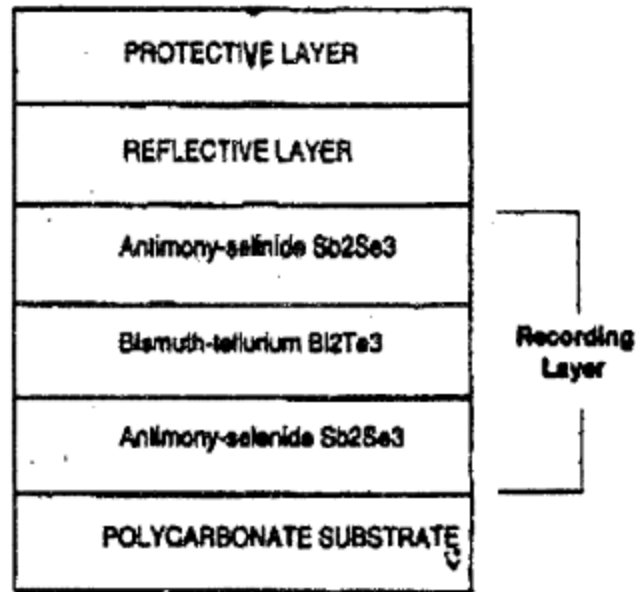 PROTECTIVE LAYER
REFLECTIVE LAYER
Antimony-selinide Sb2Se3
Bismuth-tellurium Bi2Te3
Recording
Layer
Antimony-selenide Sb2Se3
POLYCARBONATE SUBSTRATE